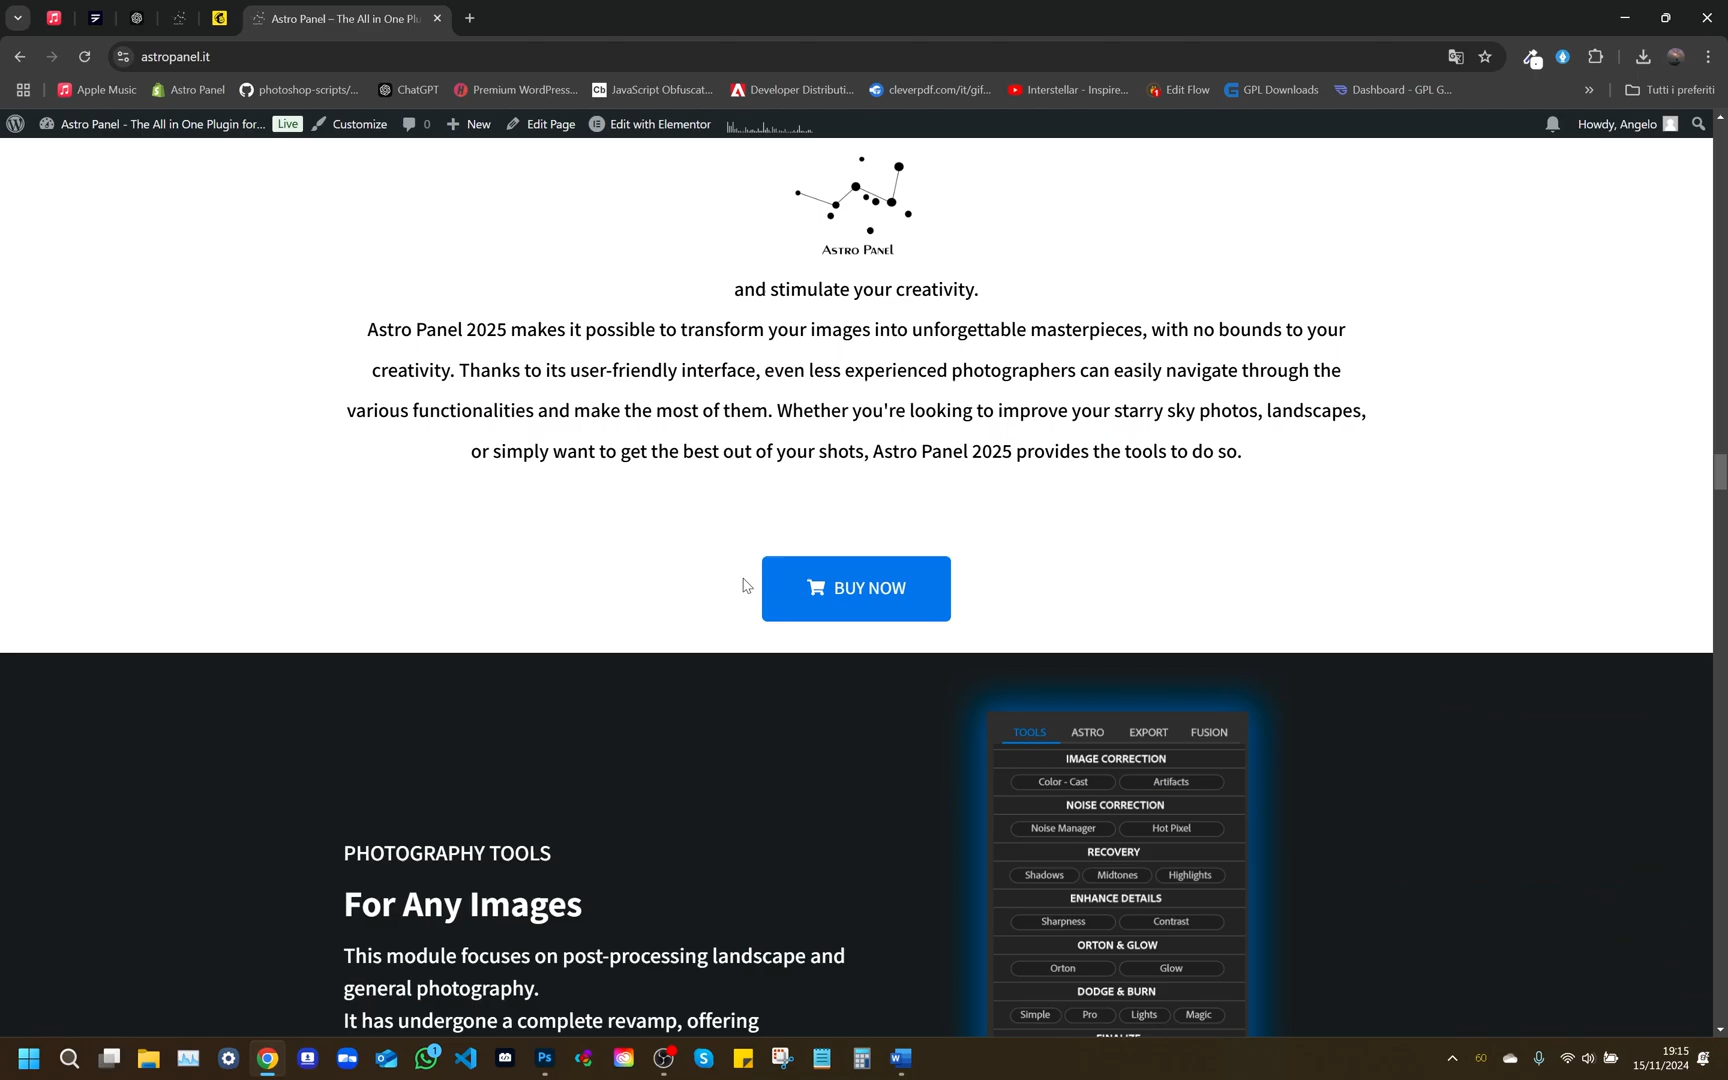 Astro Panel – The All in One Plu
astropanel.it
Apple Music
Astro Panel
photoshop-scripts/...
ChatGPT
Premium WordPress...
Cb
JavaScript Obfuscat...
Developer Distributi...
cleverpdf.com/it/gif...
Interstellar - Inspire...
Edit Flow
GPL Downloads
Dashboard - GPL G...
»
Tutti i preferiti
Astro Panel - The All in One Plugin for...
Live
Customize
0
New
Edit Page
Edit with Elementor
Howdy, Angelo
ASTRO PANEL
and stimulate your creativity.
Astro Panel 2025 makes it possible to transform your images into unforgettable masterpieces, with no bounds to your
creativity. Thanks to its user-friendly interface, even less experienced photographers can easily navigate through the
various functionalities and make the most of them. Whether you're looking to improve your starry sky photos, landscapes,
or simply want to get the best out of your shots, Astro Panel 2025 provides the tools to do so.
BUY NOW
TOOLS
ASTRO
EXPORT
FUSION
IMAGE CORRECTION
Color - Cast
Artifacts
NOISE CORRECTION
Noise Manager
Hot Pixel
RECOVERY
Shadows
Midtones
Highlights
ENHANCE DETAILS
Sharpness
Contrast
ORTON & GLOW
Orton
Glow
DODGE & BURN
Simple
Pro
Lights
Magic
PHOTOGRAPHY TOOLS
For Any Images
This module focuses on post-processing landscape and
general photography.
It has undergone a complete revamp, offering
1
Ps
60
19:15
15/11/2024